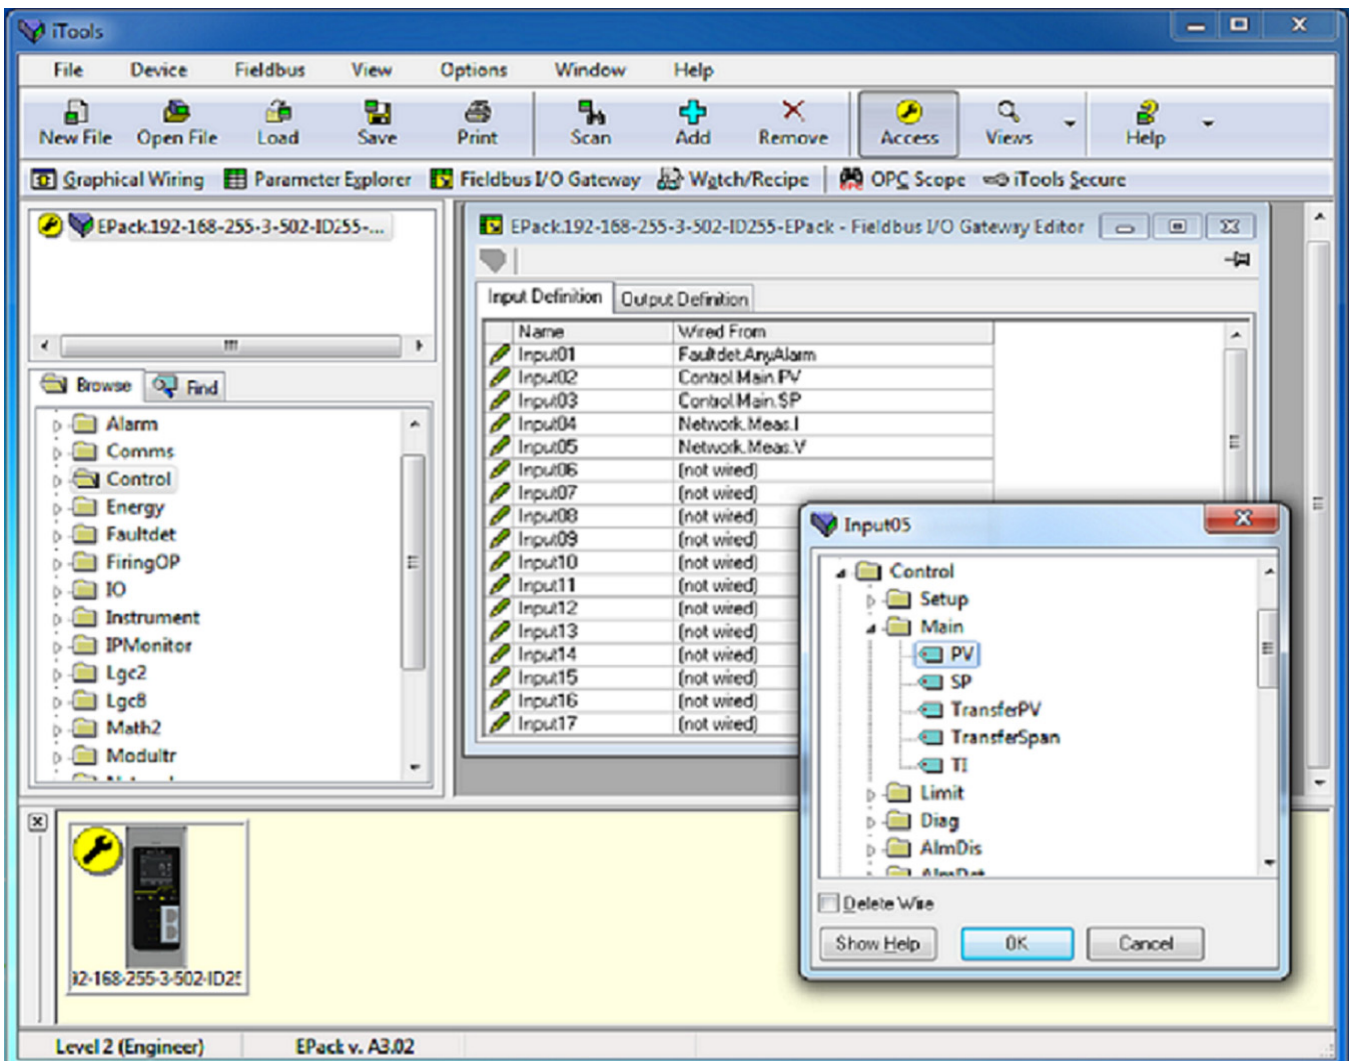 iTools
File Device Fieldbus View Options Window Help
New File Open File Load Save Print Scan Add Remove Access Views Help
Graphical Wiring Parameter Explorer Fieldbus I/O Gateway Watch/Recipe OPC Scope iTools Secure
EPack.192-168-255-3-502-ID255-...
EPack.192-168-255-3-502-ID255-EPack - Fieldbus I/O Gateway Editor
Input Definition Output Definition
Name Wired From
Input01 Faultdet.AnyAlarm
Input02 Control.Main.PV
Input03 Control.Main.SP
Input04 Network.Meas.I
Input05 Network.Meas.V
Input06 (not wired)
Input07 (not wired)
Input08 (not wired)
Input09 (not wired)
Input10 (not wired)
Input11 (not wired)
Input12 (not wired)
Input13 (not wired)
Input14 (not wired)
Input15 (not wired)
Input16 (not wired)
Input17 (not wired)
Browse Find
Alarm
Comms
Control
Energy
Faultdet
FiringOP
IO
Instrument
IPMonitor
Lgc2
Lgc8
Math2
Modultr
Input05
Control
Setup
Main
PV
SP
TransferPV
TransferSpan
TI
Limit
Diag
AlmDis
Delete Wire
Show Help OK Cancel
92-168-255-3-502-ID25
Level 2 (Engineer) EPack v. A3.02